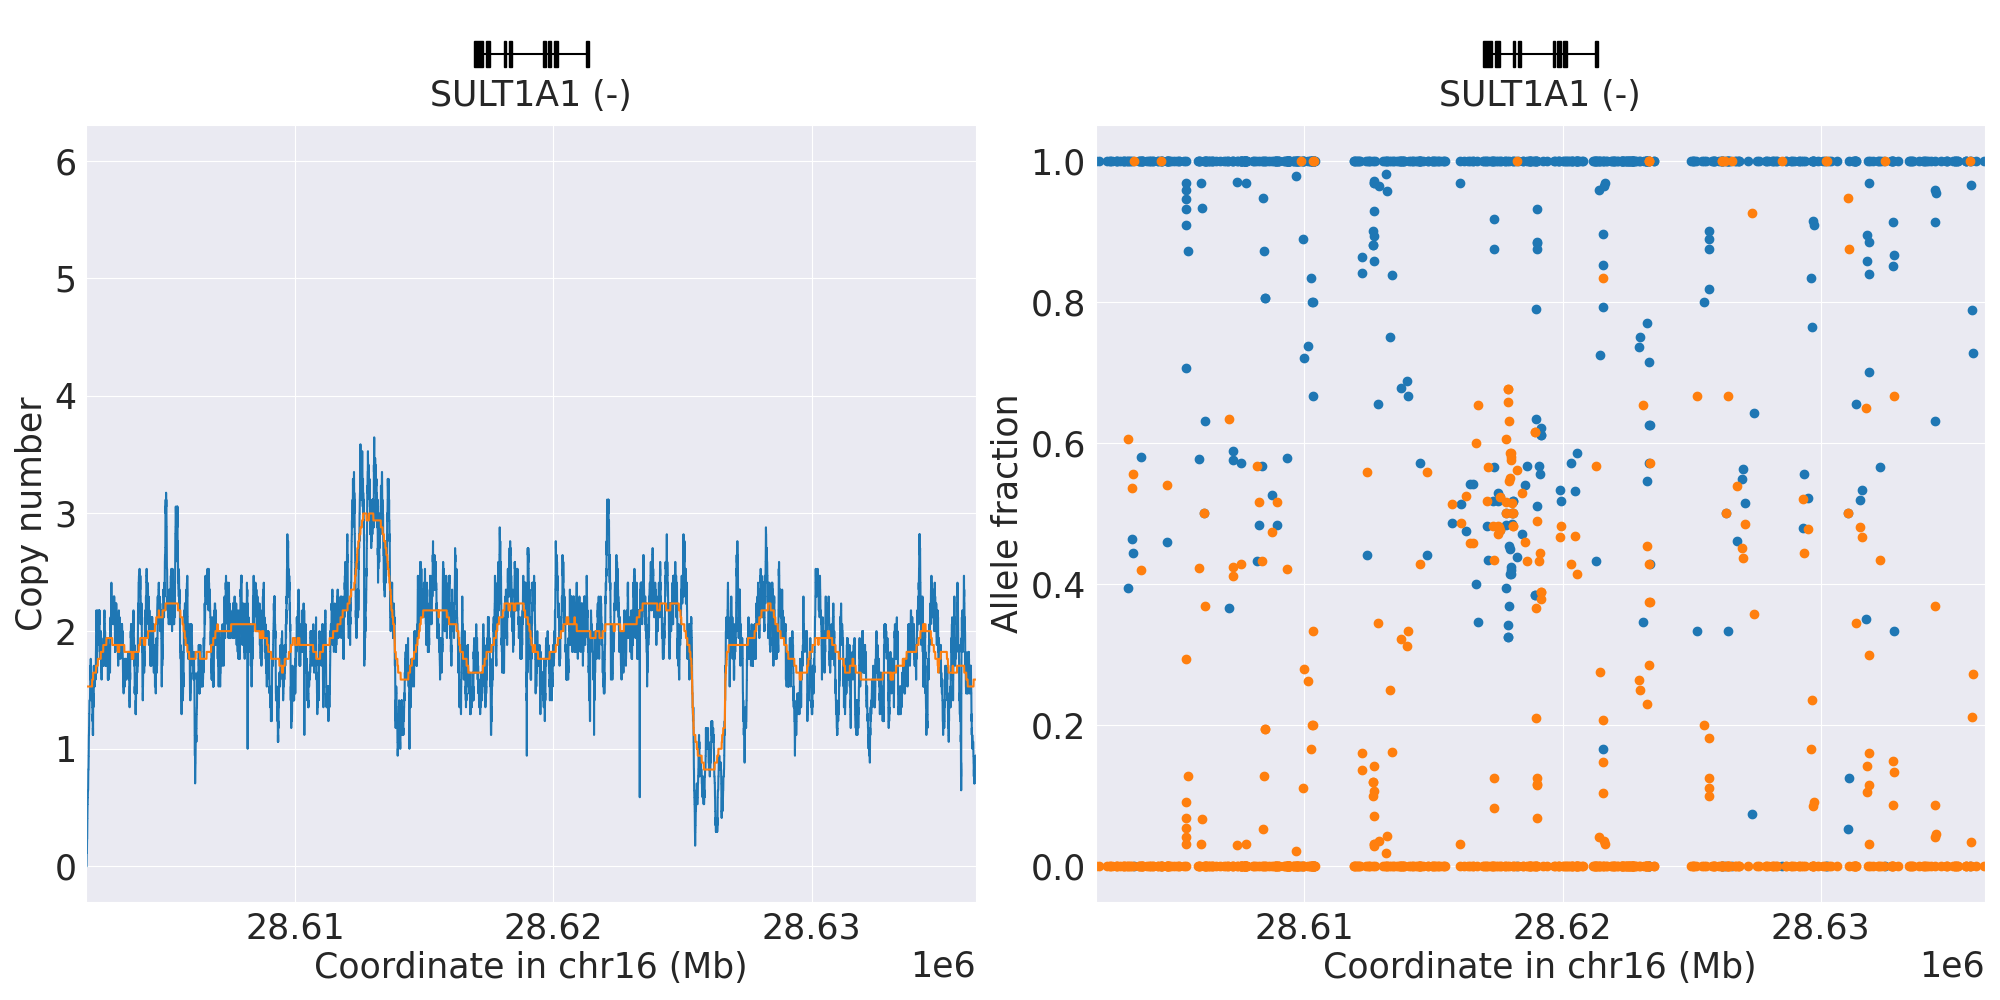 SULT1A1 (-)
Copy number
6
5
4
3
2
1
0
28.61
28.62
28.63
Coordinate in chr16 (Mb)
1e6
SULT1A1 (-)
Allele fraction
1.0
0.8
0.6
0.4
0.2
0.0
28.61
28.62
28.63
Coordinate in chr16 (Mb)
1e6